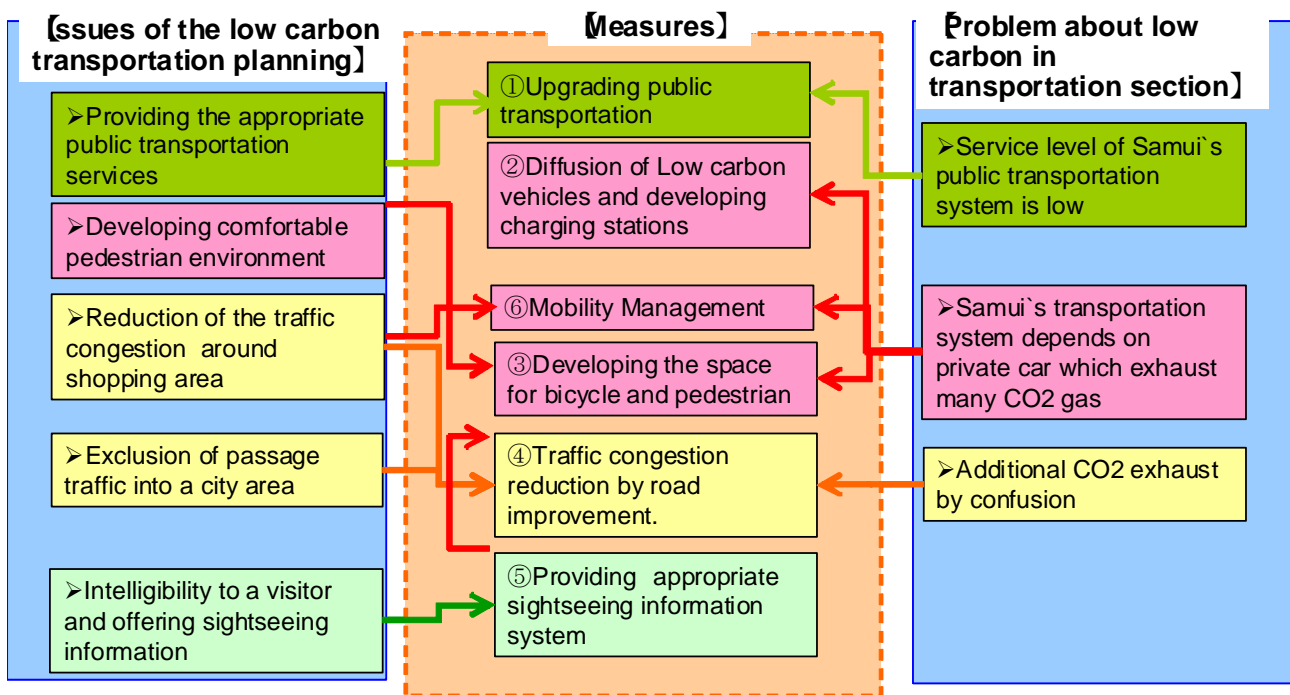 【Issues of the low carbon
transportation planning】
➢Providing the appropriate
public transportation
services
➢Developing comfortable
pedestrian environment
➢Reduction of the traffic
congestion around
shopping area
➢Exclusion of passage
traffic into a city area
➢Intelligibility to a visitor
and offering sightseeing
information
【Measures】
①Upgrading public
transportation
②Diffusion of Low carbon
vehicles and developing
charging stations
⑥Mobility Management
③Developing the space
for bicycle and pedestrian
④Traffic congestion
reduction by road
improvement.
⑤Providing appropriate
sightseeing information
system
【Problem about low
carbon in
transportation section】
➢Service level of Samui`s
public transportation
system is low
➢Samui`s transportation
system depends on
private car which exhaust
many CO2 gas
➢Additional CO2 exhaust
by confusion